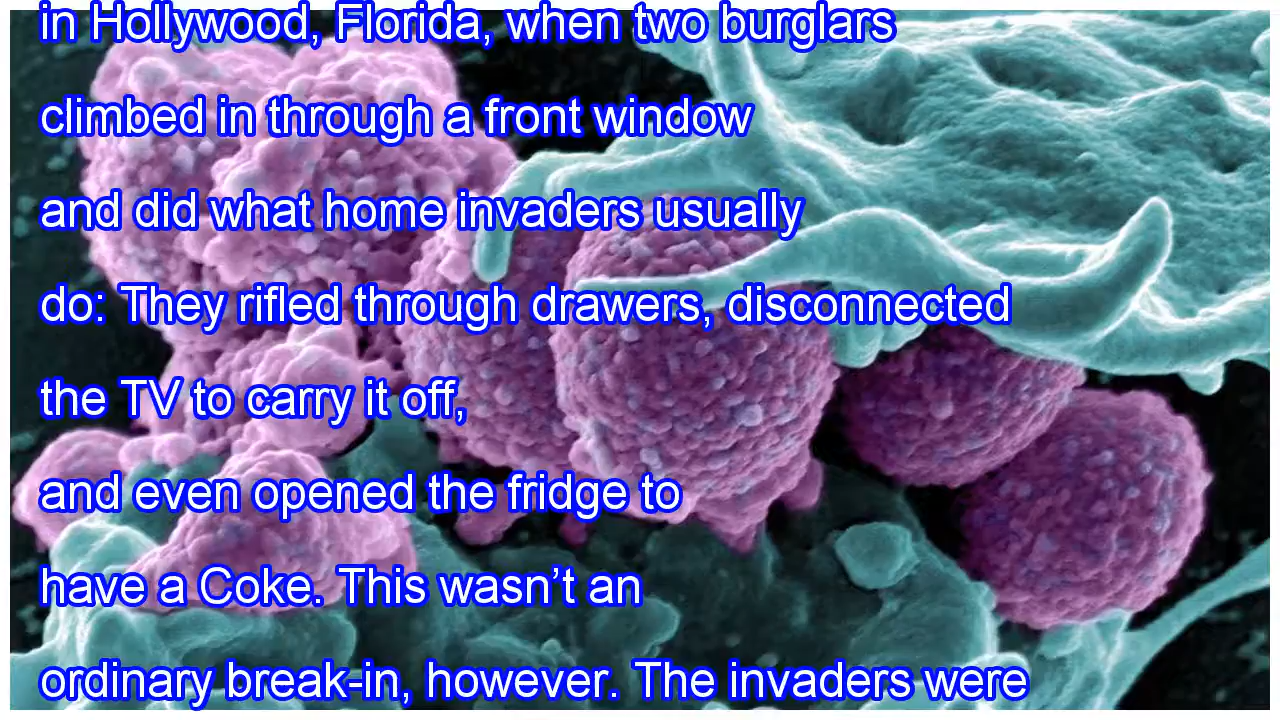 in Hollywood, Florida, when two burglars
climbed in through a front window
and did what home invaders usually
do: They rifled through drawers, disconnected
the TV to carry it off,
and even opened the fridge to
have a Coke. This wasn’t an
ordinary break-in, however. The invaders were